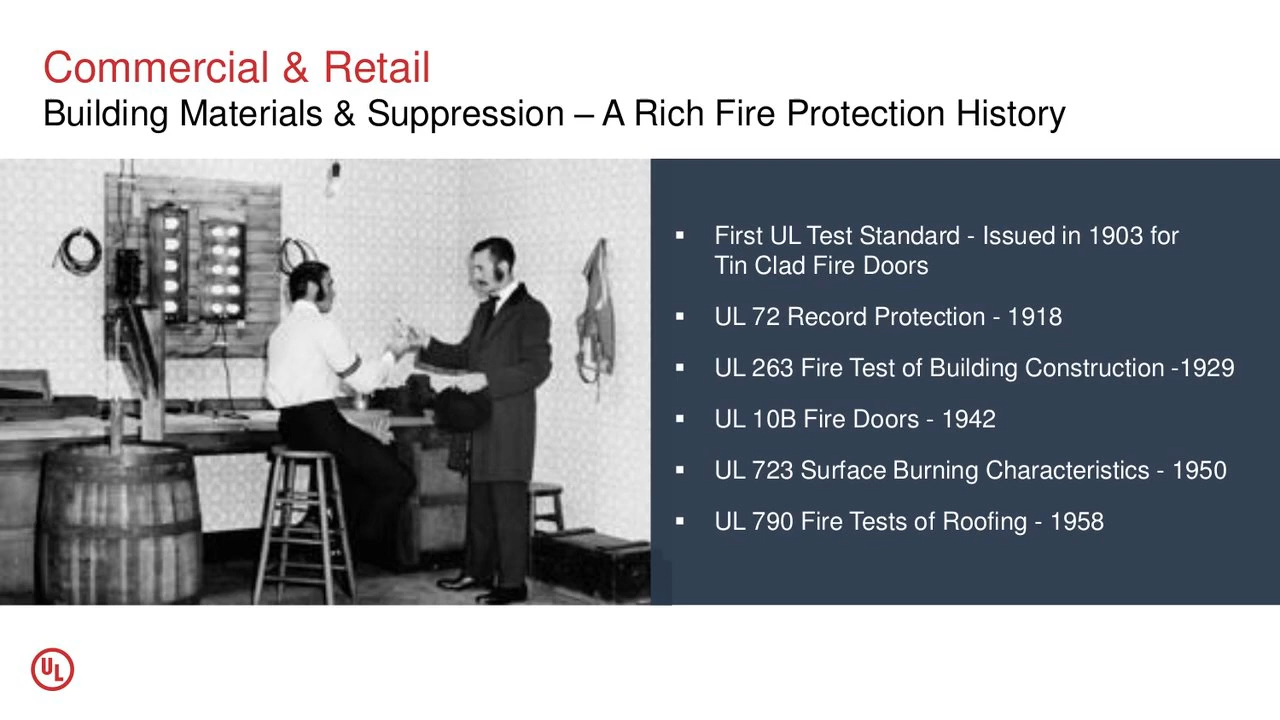 Commercial & Retail
Building Materials & Suppression – A Rich Fire Protection History
▪ First UL Test Standard - Issued in 1903 for
Tin Clad Fire Doors
▪ UL 72 Record Protection - 1918
▪ UL 263 Fire Test of Building Construction -1929
▪ UL 10B Fire Doors - 1942
▪ UL 723 Surface Burning Characteristics - 1950
▪ UL 790 Fire Tests of Roofing - 1958
UL